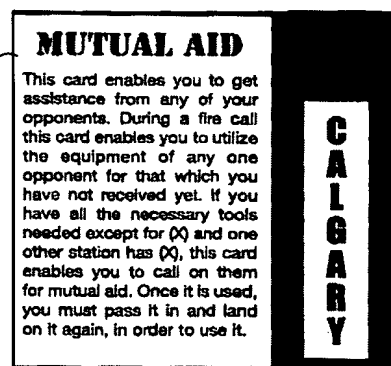 MUTUAL AID
This card enables you to get
assistance from any of your
opponents. During a fire call
this card enables you to utilize
the equipment of any one
opponent for that which you
have not received yet. If you
have all the necessary tools
needed except for (X) and one
other station has (X), this card
enables you to call on them
for mutual aid. Once it is used,
you must pass it in and land
on it again, in order to use it.
CALGARY